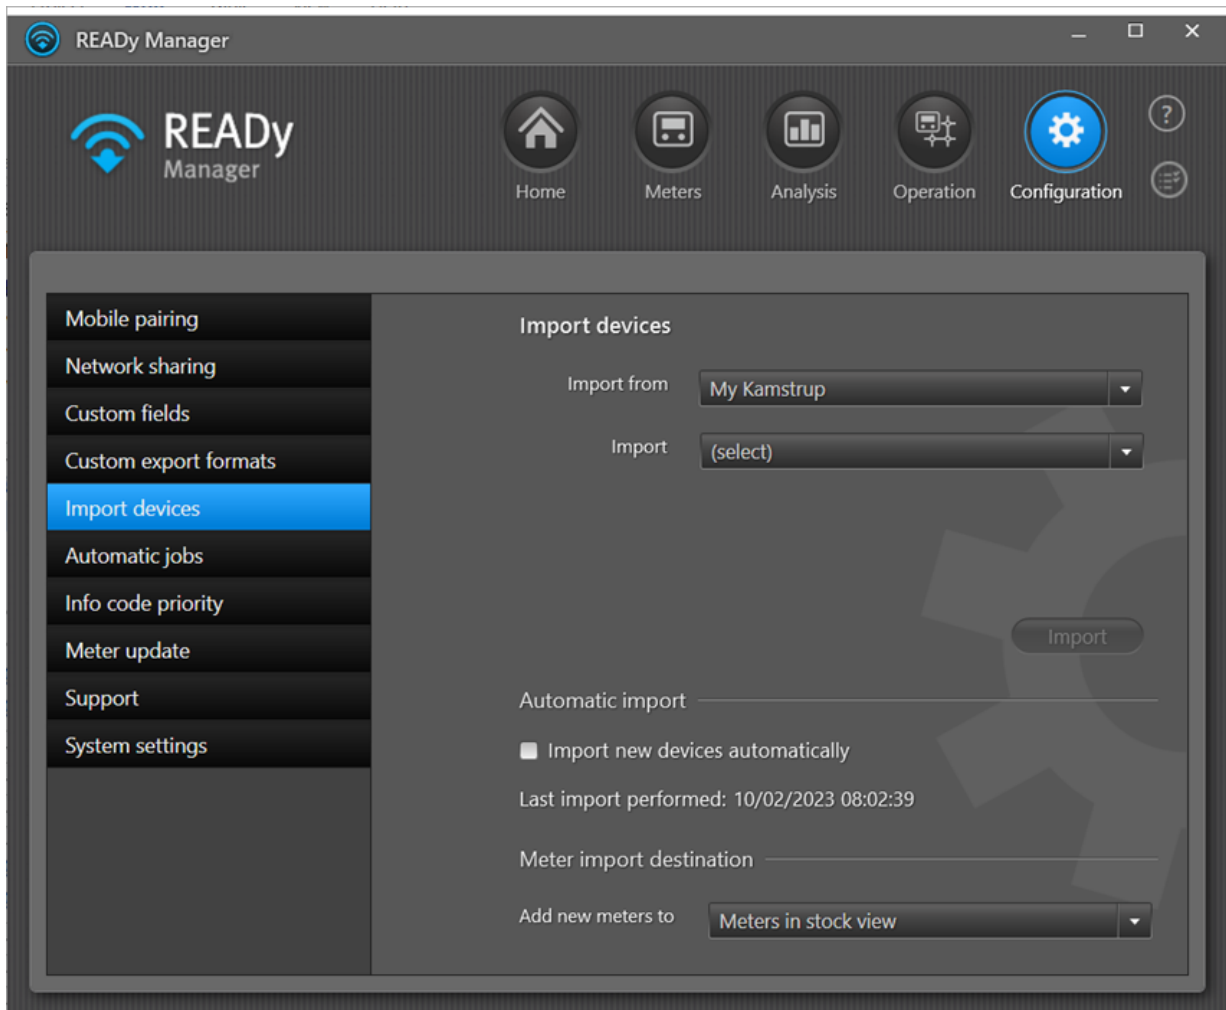 READy Manager
READy
Manager
Home
Meters
Analysis
Operation
Configuration
?
Mobile pairing
Network sharing
Custom fields
Custom export formats
Import devices
Automatic jobs
Info code priority
Meter update
Support
System settings
Import devices
Import from My Kamstrup
Import (select)
Import
Automatic import
Import new devices automatically
Last import performed: 10/02/2023 08:02:39
Meter import destination
Add new meters to Meters in stock view